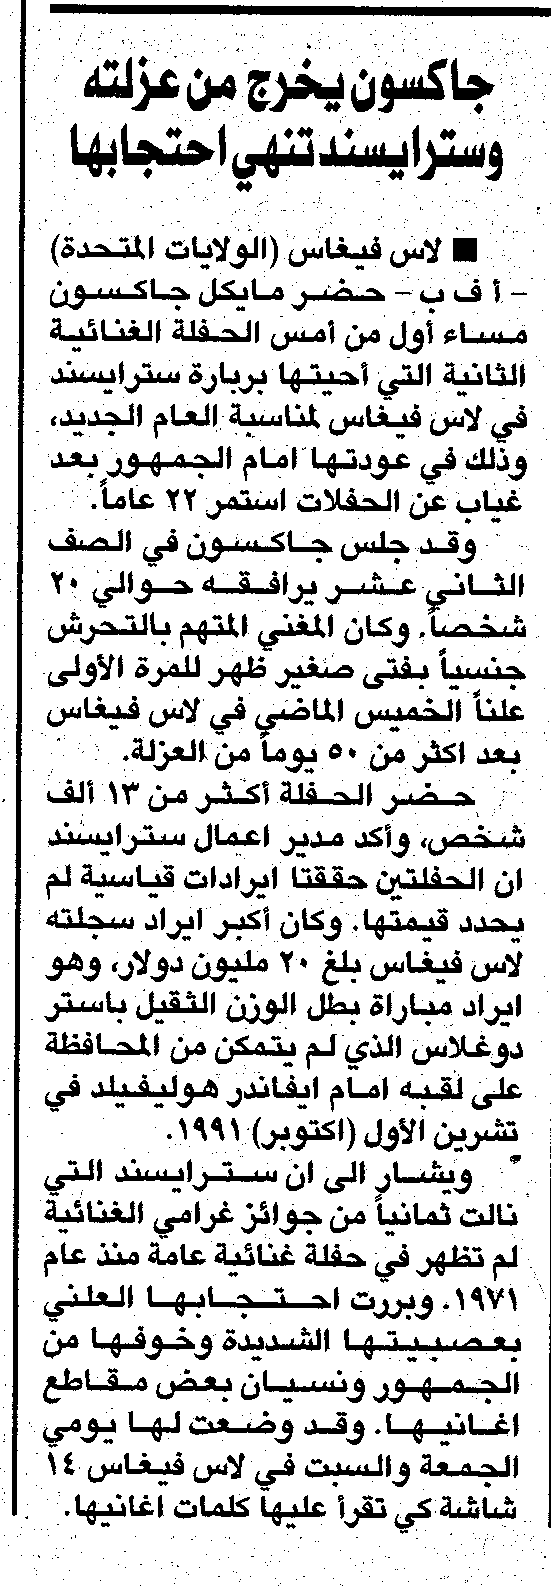 جاكسون يخرج من عزلته
وسترايسند تنهي احتجابها
■ لاس فيغاس (الولايات المتحدة)
- أ ف ب - حضر مايكل جاكسون
مساء أول من أمس الحفلة الغنائية
الثانية التي أحيتها بربارة سترايسند
في لاس فيغاس لمناسبة العام الجديد،
وذلك في عودتها امام الجمهور بعد
غياب عن الحفلات استمر ٢٢ عاماً.
وقد جلس جاكسون في الصف
الثاني عشر يرافقه حوالي ٢٠
شخصاً. وكان المغني المتهم بالتحرش
جنسياً بفتى صغير ظهر للمرة الأولى
علناً الخميس الماضي في لاس فيغاس
بعد اكثر من ٥٠ يوماً من العزلة.
حضر الحفلة أكثر من ١٣ ألف
شخص، وأكد مدير اعمال سترايسند
ان الحفلتين حققتا ايرادات قياسية لم
يحدد قيمتها. وكان أكبر ايراد سجلته
لاس فيغاس بلغ ٢٠ مليون دولار، وهو
ايراد مباراة بطل الوزن الثقيل باستر
دوغلاس الذي لم يتمكن من المحافظة
على لقبه امام ايفاندر هوليفيلد في
تشرين الأول (اكتوبر) ١٩٩١.
ويشار الى ان سترايسند التي
نالت ثمانياً من جوائز غرامي الغنائية
لم تظهر في حفلة غنائية عامة منذ عام
١٩٧١. وبررت احتجابها العلني
بعصبيتها الشديدة وخوفها من
الجمهور ونسيان بعض مقاطع
اغانيها. وقد وضعت لها يومي
الجمعة والسبت في لاس فيغاس ١٤
شاشة كي تقرأ عليها كلمات اغانيها.